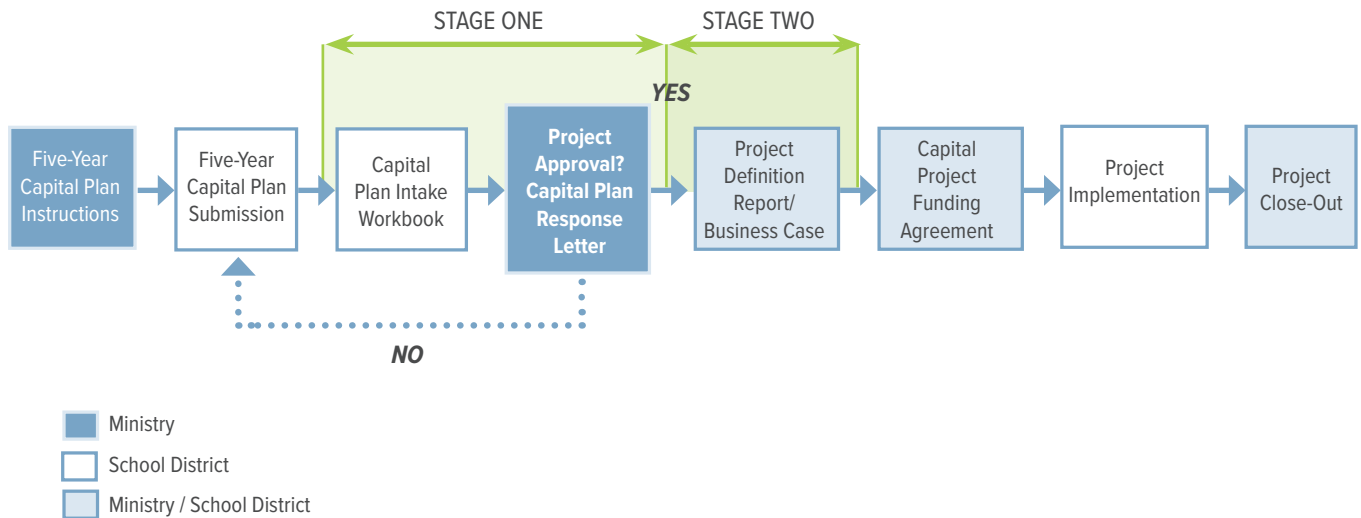 STAGE ONE
STAGE TWO
YES
Five-Year
Capital Plan
Instructions
Five-Year
Capital Plan
Submission
Capital
Plan Intake
Workbook
Project
Approval?
Capital Plan
Response
Letter
Project
Definition
Report/
Business Case
Capital
Project
Funding
Agreement
Project
Implementation
Project
Close-Out
NO
Ministry
School District
Ministry / School District